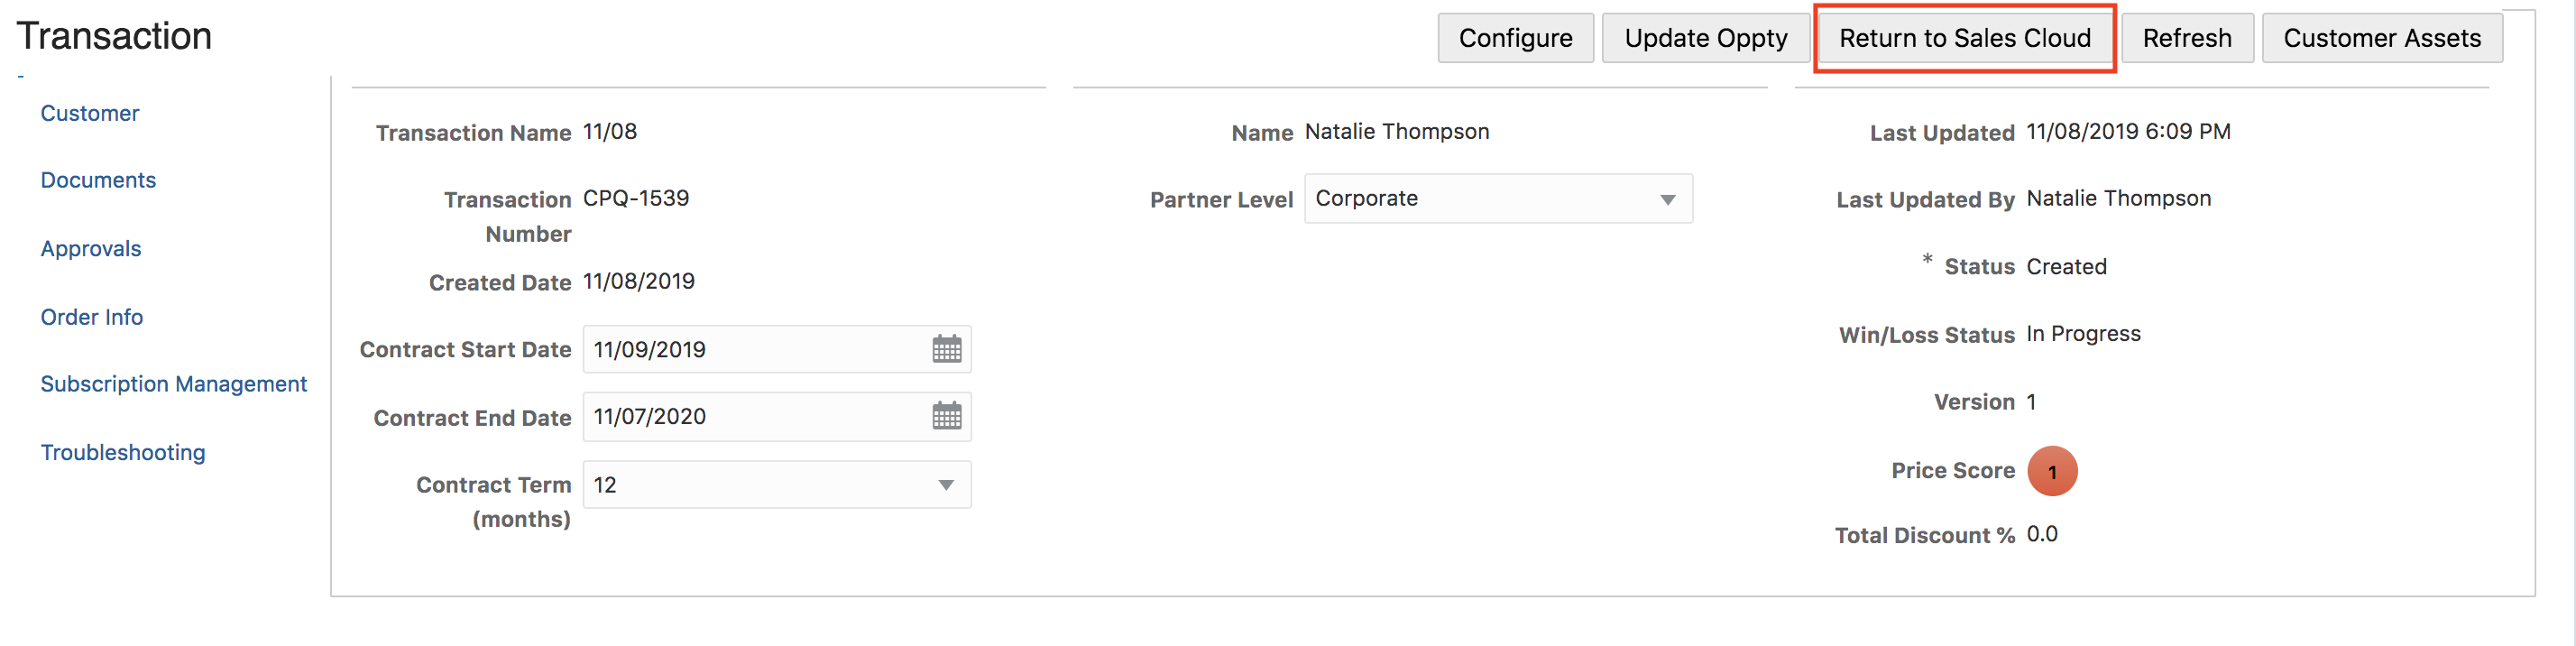 Transaction
Configure
Update Oppty
Return to Sales Cloud
Refresh
Customer Assets
Customer
Documents
Approvals
Order Info
Subscription Management
Troubleshooting
Transaction Name 11/08
Transaction CPQ-1539
Number
Created Date 11/08/2019
Contract Start Date 11/09/2019
Contract End Date 11/07/2020
Contract Term 12
(months)
Name Natalie Thompson
Partner Level Corporate
Last Updated 11/08/2019 6:09 PM
Last Updated By Natalie Thompson
* Status Created
Win/Loss Status In Progress
Version 1
Price Score 1
Total Discount % 0.0